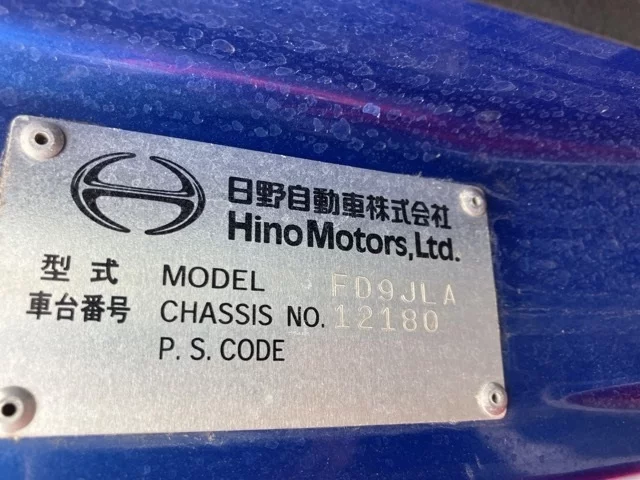 日野自動車株式会社
Hino Motors, Ltd.
型式 MODEL FD9JLA
車台番号 CHASSIS NO. 12180
P. S. CODE